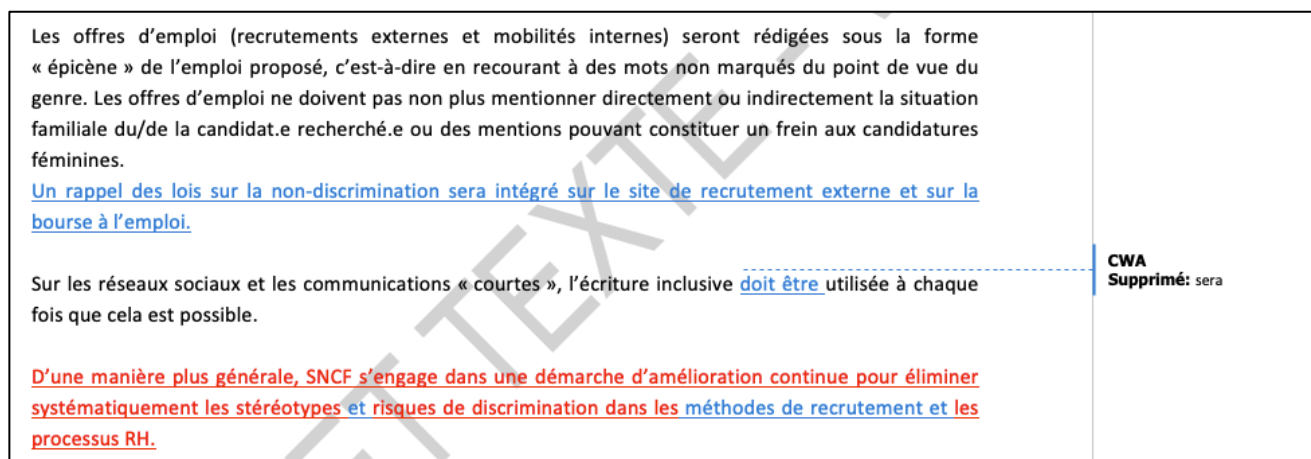 Les offres d’emploi (recrutements externes et mobilités internes) seront rédigées sous la forme
« épicène » de l’emploi proposé, c’est-à-dire en recourant à des mots non marqués du point de vue du
genre. Les offres d’emploi ne doivent pas non plus mentionner directement ou indirectement la situation
familiale du/de la candidat.e recherché.e ou des mentions pouvant constituer un frein aux candidatures
féminines.
Un rappel des lois sur la non-discrimination sera intégré sur le site de recrutement externe et sur la
bourse à l’emploi.
Sur les réseaux sociaux et les communications « courtes », l’écriture inclusive doit être utilisée à chaque
fois que cela est possible.
D’une manière plus générale, SNCF s’engage dans une démarche d’amélioration continue pour éliminer
systématiquement les stéréotypes et risques de discrimination dans les méthodes de recrutement et les
processus RH.
CWA
Supprimé: sera
ET TEXTE -